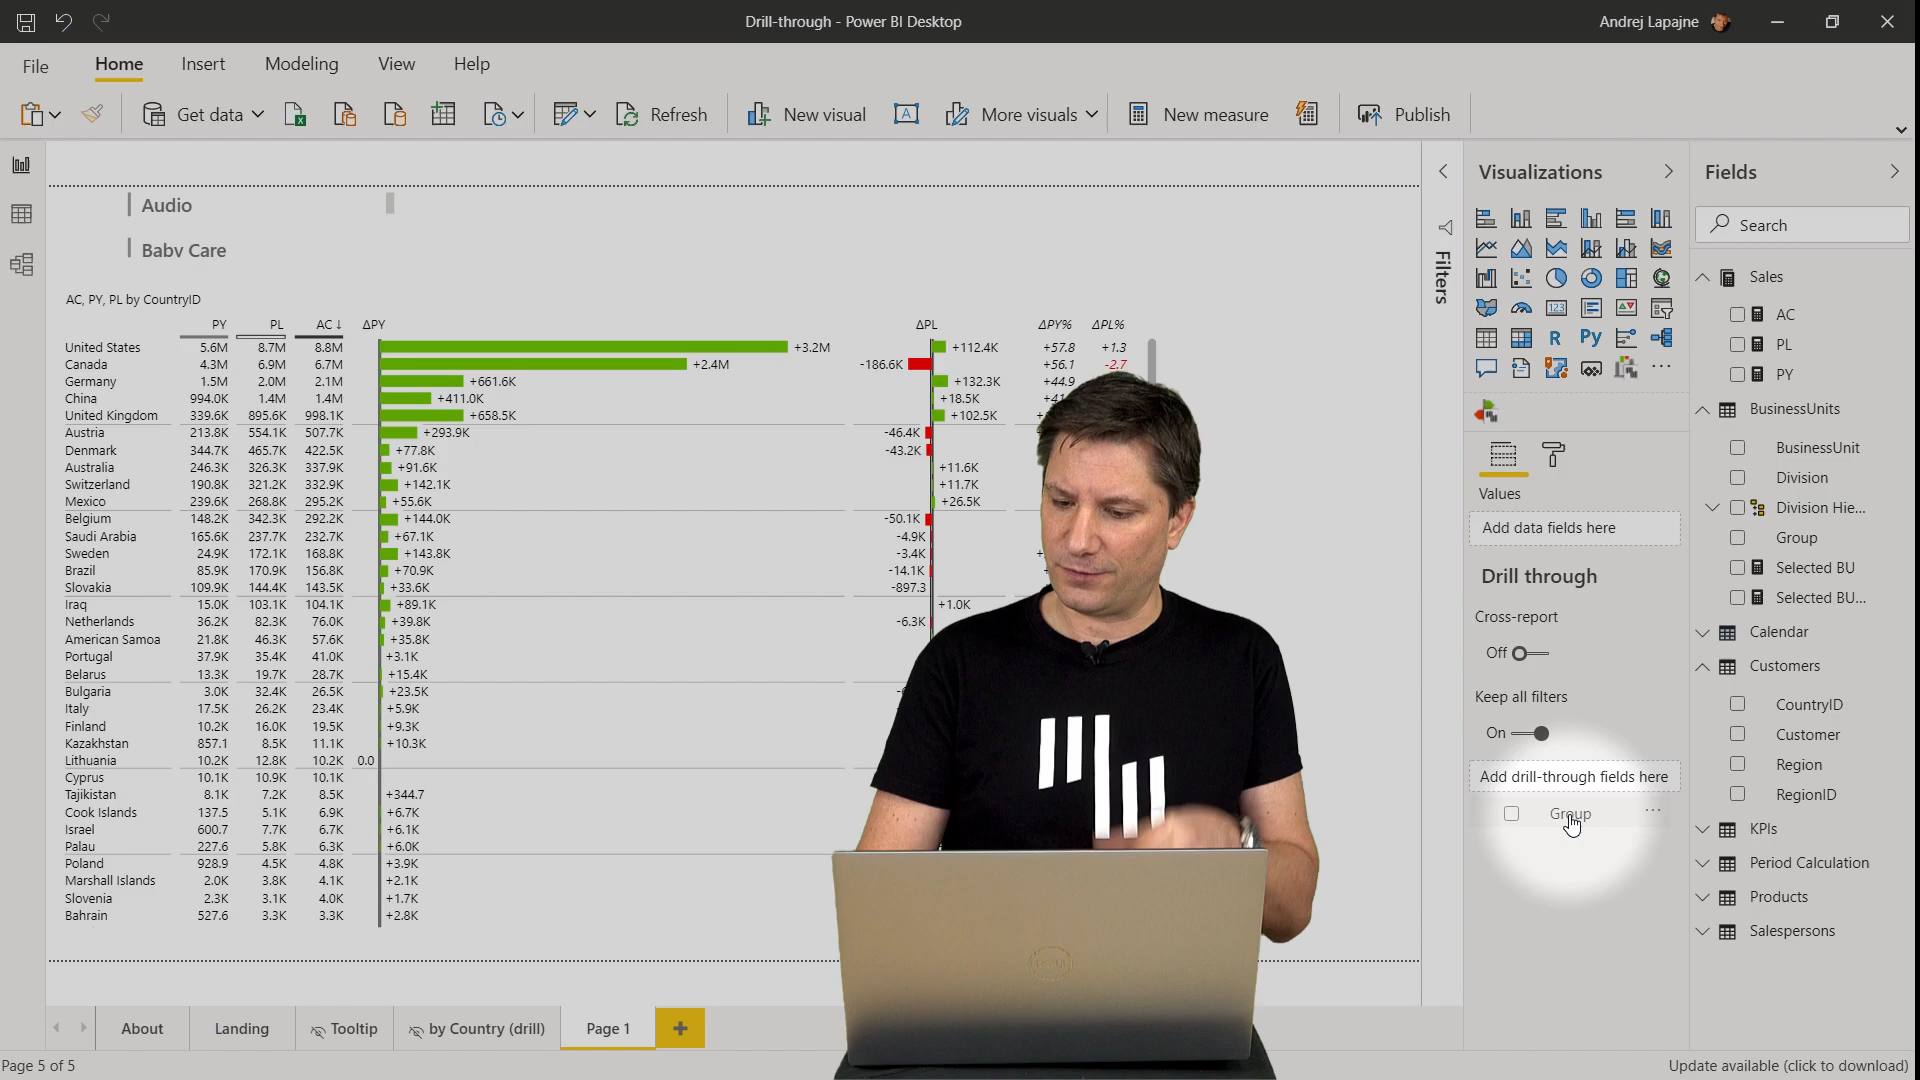 Drill-through - Power BI Desktop
Andrej Lapajne
File Home Insert Modeling View Help
Get data Refresh New visual More visuals New measure Publish
Audio
Baby Care
AC, PY, PL by CountryID
PY PL AC ↓ ΔPY ΔPL ΔPY% ΔPL%
United States 5.6M 8.7M 8.8M +3.2M +112.4K +57.8 +1.3
Canada 4.3M 6.9M 6.7M +2.4M -186.6K +56.1 -2.7
Germany 1.5M 2.0M 2.1M +661.6K +132.3K +44.9
China 994.0K 1.4M 1.4M +411.0K +18.5K
United Kingdom 339.6K 895.6K 998.1K +658.5K +102.5K
Austria 213.8K 554.1K 507.7K +293.9K -46.4K
Denmark 344.7K 465.7K 422.5K +77.8K -43.2K
Australia 246.3K 326.3K 337.9K +91.6K +11.6K
Switzerland 190.8K 321.2K 332.9K +142.1K +11.7K
Mexico 239.6K 268.8K 295.2K +55.6K +26.5K
Belgium 148.2K 342.3K 292.2K +144.0K -50.1K
Saudi Arabia 165.6K 237.7K 232.7K +67.1K -4.9K
Sweden 24.9K 172.1K 168.8K +143.8K -3.4K
Brazil 85.9K 170.9K 156.8K +70.9K -14.1K
Slovakia 109.9K 144.4K 143.5K +33.6K -897.3
Iraq 15.0K 103.1K 104.1K +89.1K +1.0K
Netherlands 36.2K 82.3K 76.0K +39.8K -6.3K
American Samoa 21.8K 46.3K 57.6K +35.8K
Portugal 37.9K 35.4K 41.0K +3.1K
Belarus 13.3K 19.7K 28.7K +15.4K
Bulgaria 3.0K 32.4K 26.5K +23.5K
Italy 17.5K 26.2K 23.4K +5.9K
Finland 10.2K 16.0K 19.5K +9.3K
Kazakhstan 857.1 8.5K 11.1K +10.3K
Lithuania 10.2K 12.8K 10.2K 0.0
Cyprus 10.1K 10.9K 10.1K
Tajikistan 8.1K 7.2K 8.5K +344.7
Cook Islands 137.5 5.1K 6.9K +6.7K
Israel 600.7 7.7K 6.7K +6.1K
Palau 227.6 5.8K 6.3K +6.0K
Poland 928.9 4.5K 4.8K +3.9K
Marshall Islands 2.0K 3.8K 4.1K +2.1K
Slovenia 2.3K 3.1K 4.0K +1.7K
Bahrain 527.6 3.3K 3.3K +2.8K
Filters
Visualizations
R Py
123
Values
Add data fields here
Drill through
Cross-report
Off
Keep all filters
On
Add drill-through fields here
Group
Fields
Search
Sales
AC
PL
PY
BusinessUnits
BusinessUnit
Division
Division Hie...
Group
Selected BU
Selected BU...
Calendar
Customers
CountryID
Customer
Region
RegionID
KPIs
Period Calculation
Products
Salespersons
DELL
About Landing Tooltip by Country (drill) Page 1 +
Page 5 of 5
Update available (click to download)